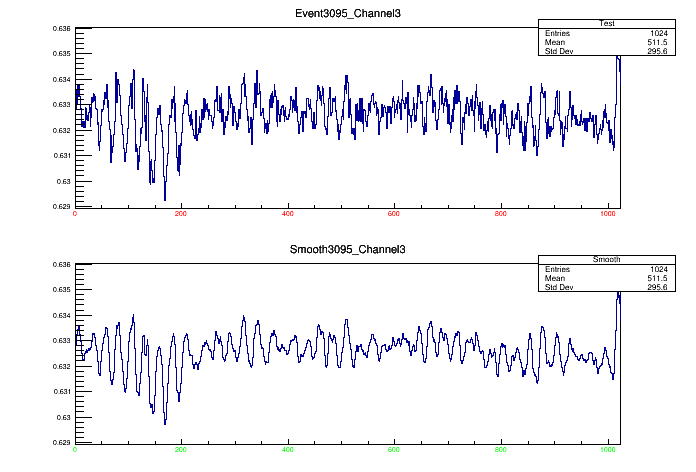 Event3095_Channel3
Test
Entries 1024
Mean 511.5
Std Dev 295.6
0.636
0.635
0.634
0.633
0.632
0.631
0.63
0.629
0 200 400 600 800 1000
Smooth3095_Channel3
Smooth
Entries 1024
Mean 511.5
Std Dev 295.6
0.636
0.635
0.634
0.633
0.632
0.631
0.63
0.629
0 200 400 600 800 1000